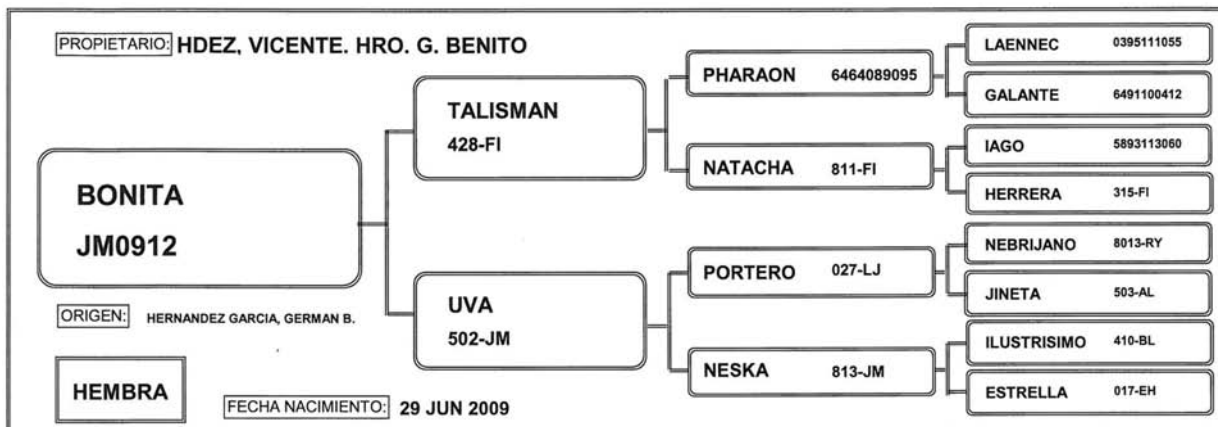 PROPIETARIO: HDEZ, VICENTE. HRO. G. BENITO
BONITA
JM0912
ORIGEN: HERNANDEZ GARCIA, GERMAN B.
HEMBRA
FECHA NACIMIENTO: 29 JUN 2009
TALISMAN
428-FI
UVA
502-JM
PHARAON 6464089095
NATACHA 811-FI
PORTERO 027-LJ
NESKA 813-JM
LAENNEC 0395111055
GALANTE 6491100412
IAGO 5893113060
HERRERA 315-FI
NEBRIJANO 8013-RY
JINETA 503-AL
ILUSTRISIMO 410-BL
ESTRELLA 017-EH